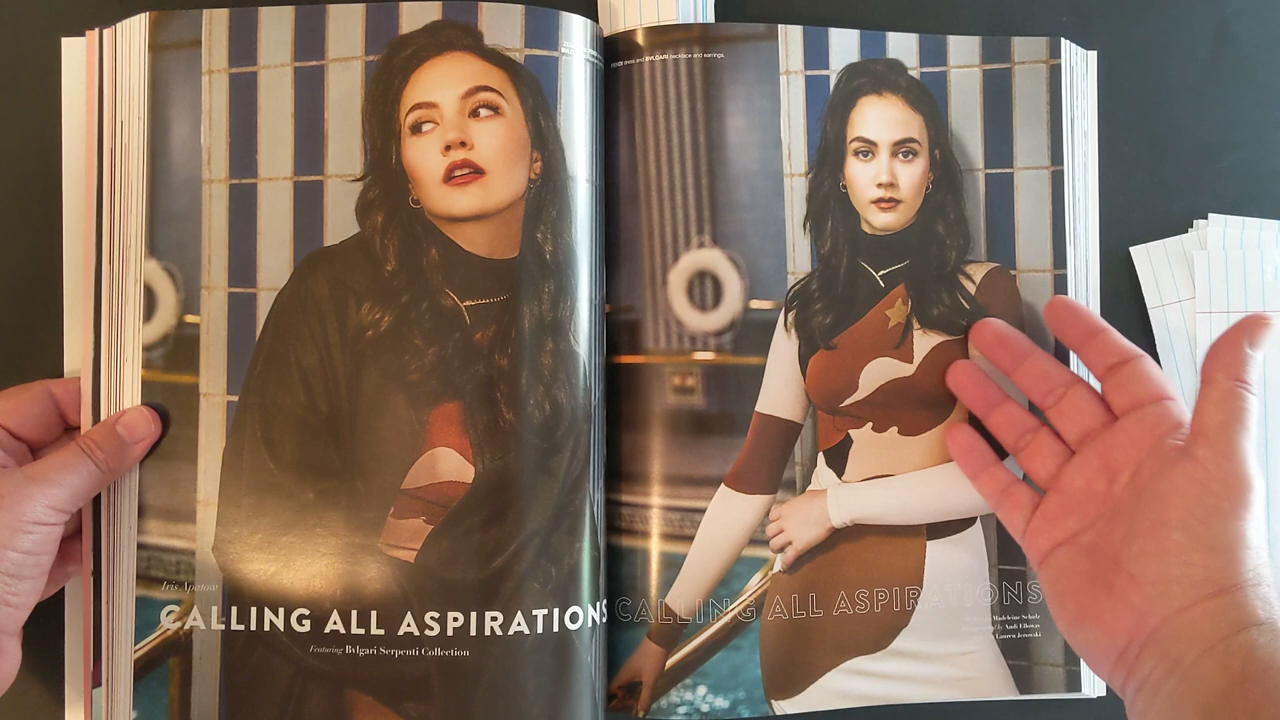 FENDI dress and BVLGARI necklace and earrings.
Iris Apatow
CALLING ALL ASPIRATIONS
Featuring Bvlgari Serpenti Collection
CALLING ALL ASPIRATIONS
Madeleine Schulz
by Andi Elloway
Lauren Jerowski